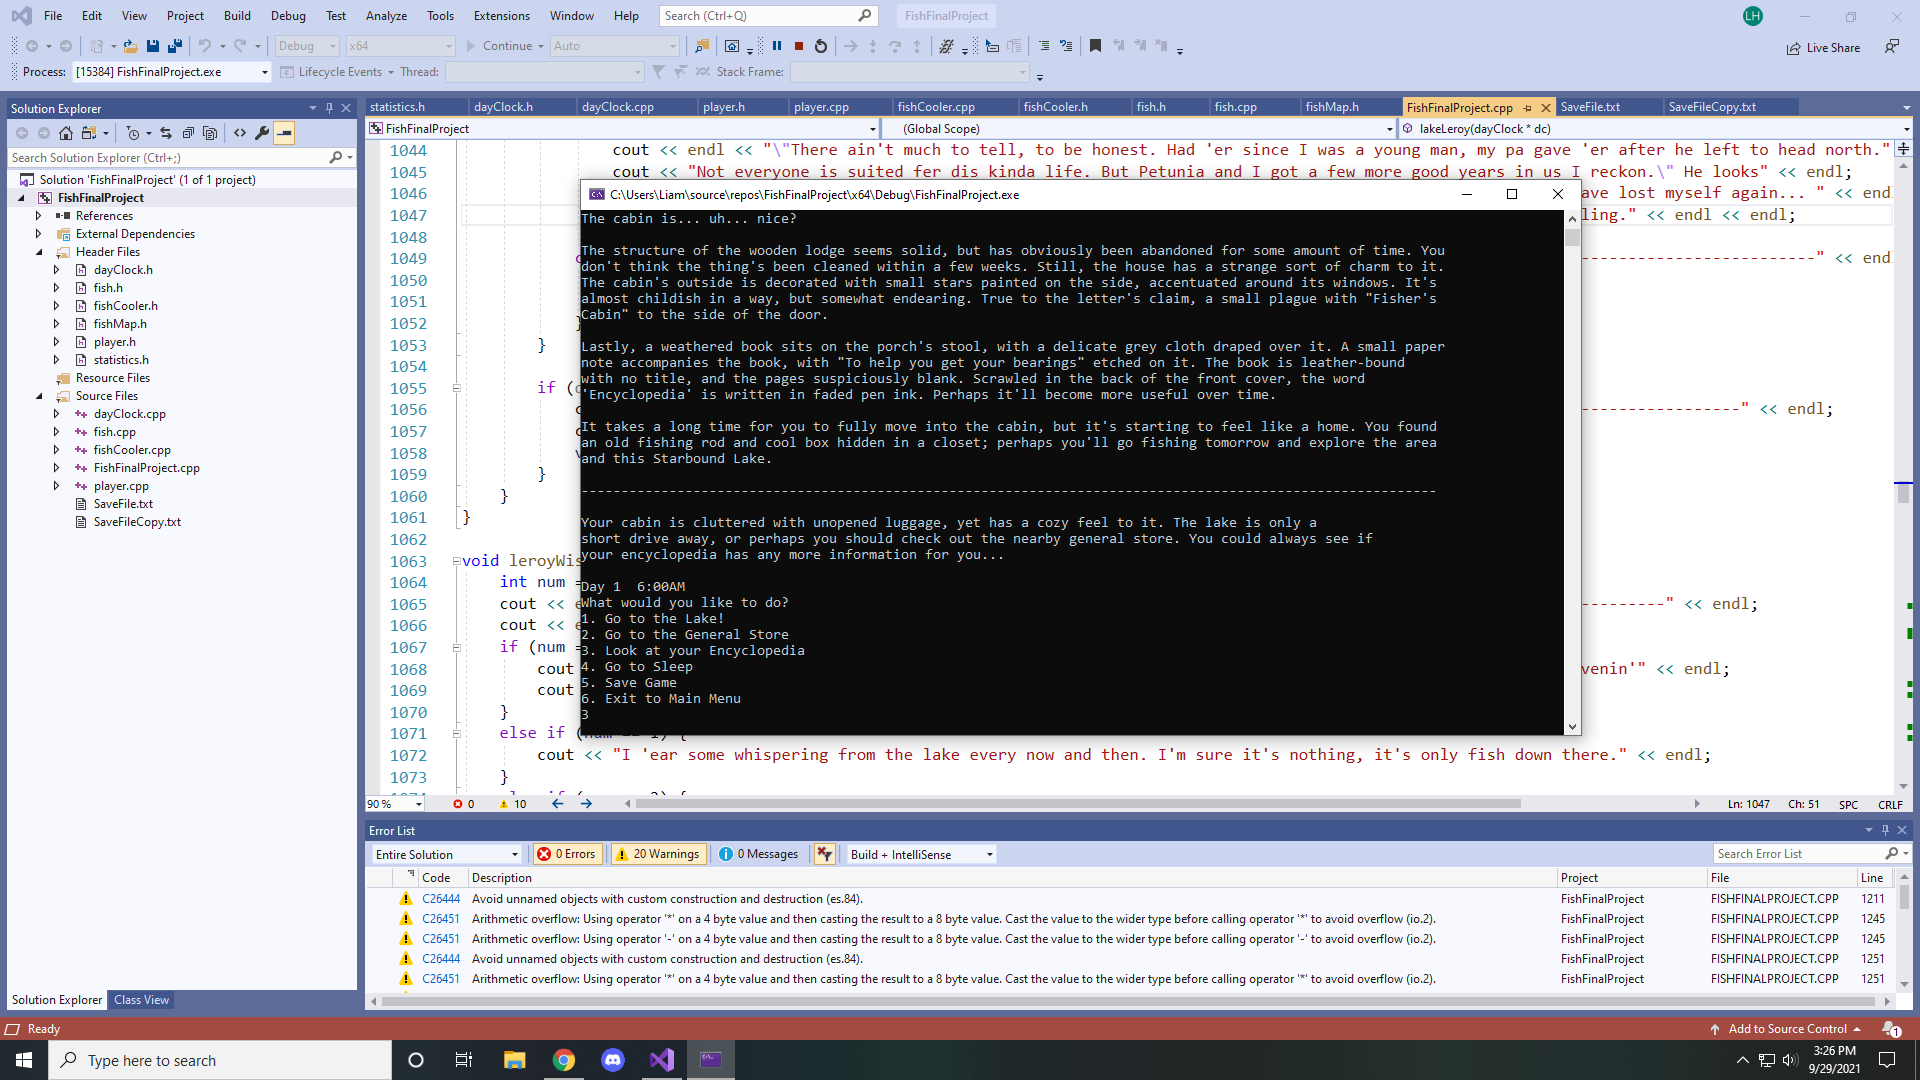 File Edit View Project Build Debug Test Analyze Tools Extensions Window Help Search (Ctrl+Q) FishFinalProject LH
Debug x64 Continue Auto Live Share
Process: [15384] FishFinalProject.exe Lifecycle Events Thread: Stack Frame:
Solution Explorer
Search Solution Explorer (Ctrl+;)
Solution 'FishFinalProject' (1 of 1 project)
FishFinalProject
References
External Dependencies
Header Files
dayClock.h
fish.h
fishCooler.h
fishMap.h
player.h
statistics.h
Resource Files
Source Files
dayClock.cpp
fish.cpp
fishCooler.cpp
FishFinalProject.cpp
player.cpp
SaveFile.txt
SaveFileCopy.txt
Solution Explorer Class View
statistics.h dayClock.h dayClock.cpp player.h player.cpp fishCooler.cpp fishCooler.h fish.h fish.cpp fishMap.h FishFinalProject.cpp SaveFile.txt SaveFileCopy.txt
FishFinalProject (Global Scope) lakeLeroy(dayClock * dc)
1044 cout << endl << "\"There ain't much to tell, to be honest. Had 'er since I was a young man, my pa gave 'er after he left to head north."
1045 cout << "Not everyone is suited fer dis kinda life. But Petunia and I got a few more good years in us I reckon.\" He looks" << endl;
1046 ave lost myself again... " << endl
1047 ling." << endl << endl;
1048
1049 ------------------------------" << endl
1050
1051
1052 }
1053 }
1054
1055 if (
1056 --------------------" << endl;
1057
1058
1059 }
1060 }
1061 }
1062
1063 void leroyWis
1064 int num =
1065 cout << ----------" << endl;
1066 cout <<
1067 if (num =
1068 cout venin'" << endl;
1069 cout
1070 }
1071 else if (num == 1) {
1072 cout << "I 'ear some whispering from the lake every now and then. I'm sure it's nothing, it's only fish down there." << endl;
1073 }
C:\Users\Liam\source\repos\FishFinalProject\x64\Debug\FishFinalProject.exe
The cabin is... uh... nice?
The structure of the wooden lodge seems solid, but has obviously been abandoned for some amount of time. You
don't think the thing's been cleaned within a few weeks. Still, the house has a strange sort of charm to it.
The cabin's outside is decorated with small stars painted on the side, accentuated around its windows. It's
almost childish in a way, but somewhat endearing. True to the letter's claim, a small plague with "Fisher's
Cabin" to the side of the door.
Lastly, a weathered book sits on the porch's stool, with a delicate grey cloth draped over it. A small paper
note accompanies the book, with "To help you get your bearings" etched on it. The book is leather-bound
with no title, and the pages suspiciously blank. Scrawled in the back of the front cover, the word
'Encyclopedia' is written in faded pen ink. Perhaps it'll become more useful over time.
It takes a long time for you to fully move into the cabin, but it's starting to feel like a home. You found
an old fishing rod and cool box hidden in a closet; perhaps you'll go fishing tomorrow and explore the area
and this Starbound Lake.
-----------------------------------------------------------------------------------------------------------
Your cabin is cluttered with unopened luggage, yet has a cozy feel to it. The lake is only a
short drive away, or perhaps you should check out the nearby general store. You could always see if
your encyclopedia has any more information for you...
Day 1 6:00AM
What would you like to do?
1. Go to the Lake!
2. Go to the General Store
3. Look at your Encyclopedia
4. Go to Sleep
5. Save Game
6. Exit to Main Menu
3
90 % 0 10 Ln: 1047 Ch: 51 SPC CRLF
Error List
Entire Solution 0 Errors 20 Warnings 0 Messages Build + IntelliSense Search Error List
Code Description Project File Line
C26444 Avoid unnamed objects with custom construction and destruction (es.84). FishFinalProject FISHFINALPROJECT.CPP 1211
C26451 Arithmetic overflow: Using operator '*' on a 4 byte value and then casting the result to a 8 byte value. Cast the value to the wider type before calling operator '*' to avoid overflow (io.2). FishFinalProject FISHFINALPROJECT.CPP 1245
C26451 Arithmetic overflow: Using operator '-' on a 4 byte value and then casting the result to a 8 byte value. Cast the value to the wider type before calling operator '-' to avoid overflow (io.2). FishFinalProject FISHFINALPROJECT.CPP 1245
C26444 Avoid unnamed objects with custom construction and destruction (es.84). FishFinalProject FISHFINALPROJECT.CPP 1251
C26451 Arithmetic overflow: Using operator '*' on a 4 byte value and then casting the result to a 8 byte value. Cast the value to the wider type before calling operator '*' to avoid overflow (io.2). FishFinalProject FISHFINALPROJECT.CPP 1251
Ready Add to Source Control 1
Type here to search 3:26 PM
9/29/2021